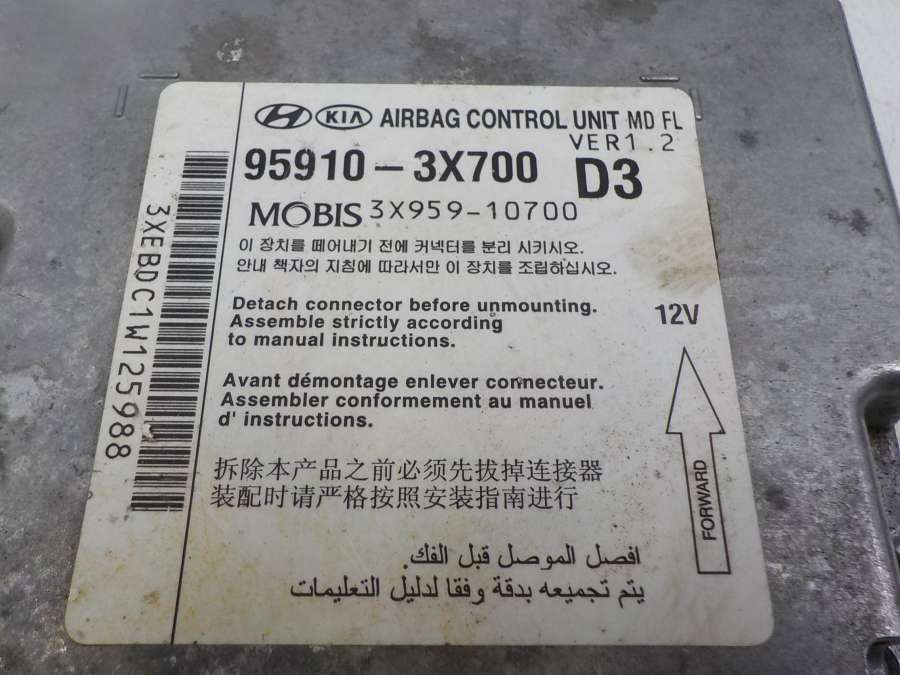 KIA AIRBAG CONTROL UNIT MD FL
VER1.2
95910-3X700 D3
MOBIS 3X959-10700
이 장치를 떼어내기 전에 커넥터를 분리 시키시오.
안내 책자의 지침에 따라서만 이 장치를 조립하십시오.
Detach connector before unmounting.
Assemble strictly according
to manual instructions.
12V
Avant démontage enlever connecteur.
Assembler conformement au manuel
d' instructions.
FORWARD
拆除本产品之前必须先拔掉连接器
装配时请严格按照安装指南进行
افصل الموصل قبل الفك.
يتم تجميعه بدقة وفقا لدليل التعليمات
3XEBDC1W125988